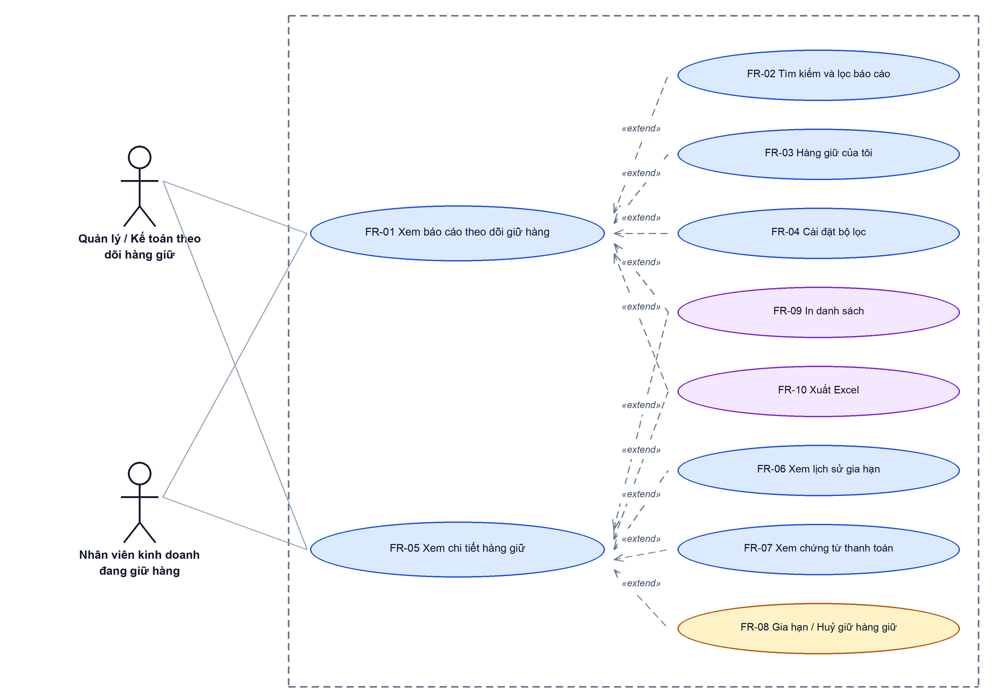 Quản lý / Kế toán theo
dõi hàng giữ
Nhân viên kinh doanh
đang giữ hàng
FR-01 Xem báo cáo theo dõi giữ hàng
FR-05 Xem chi tiết hàng giữ
«extend»
«extend»
«extend»
«extend»
«extend»
«extend»
«extend»
«extend»
«extend»
«extend»
FR-02 Tìm kiếm và lọc báo cáo
FR-03 Hàng giữ của tôi
FR-04 Cài đặt bộ lọc
FR-09 In danh sách
FR-10 Xuất Excel
FR-06 Xem lịch sử gia hạn
FR-07 Xem chứng từ thanh toán
FR-08 Gia hạn / Huỷ giữ hàng giữ